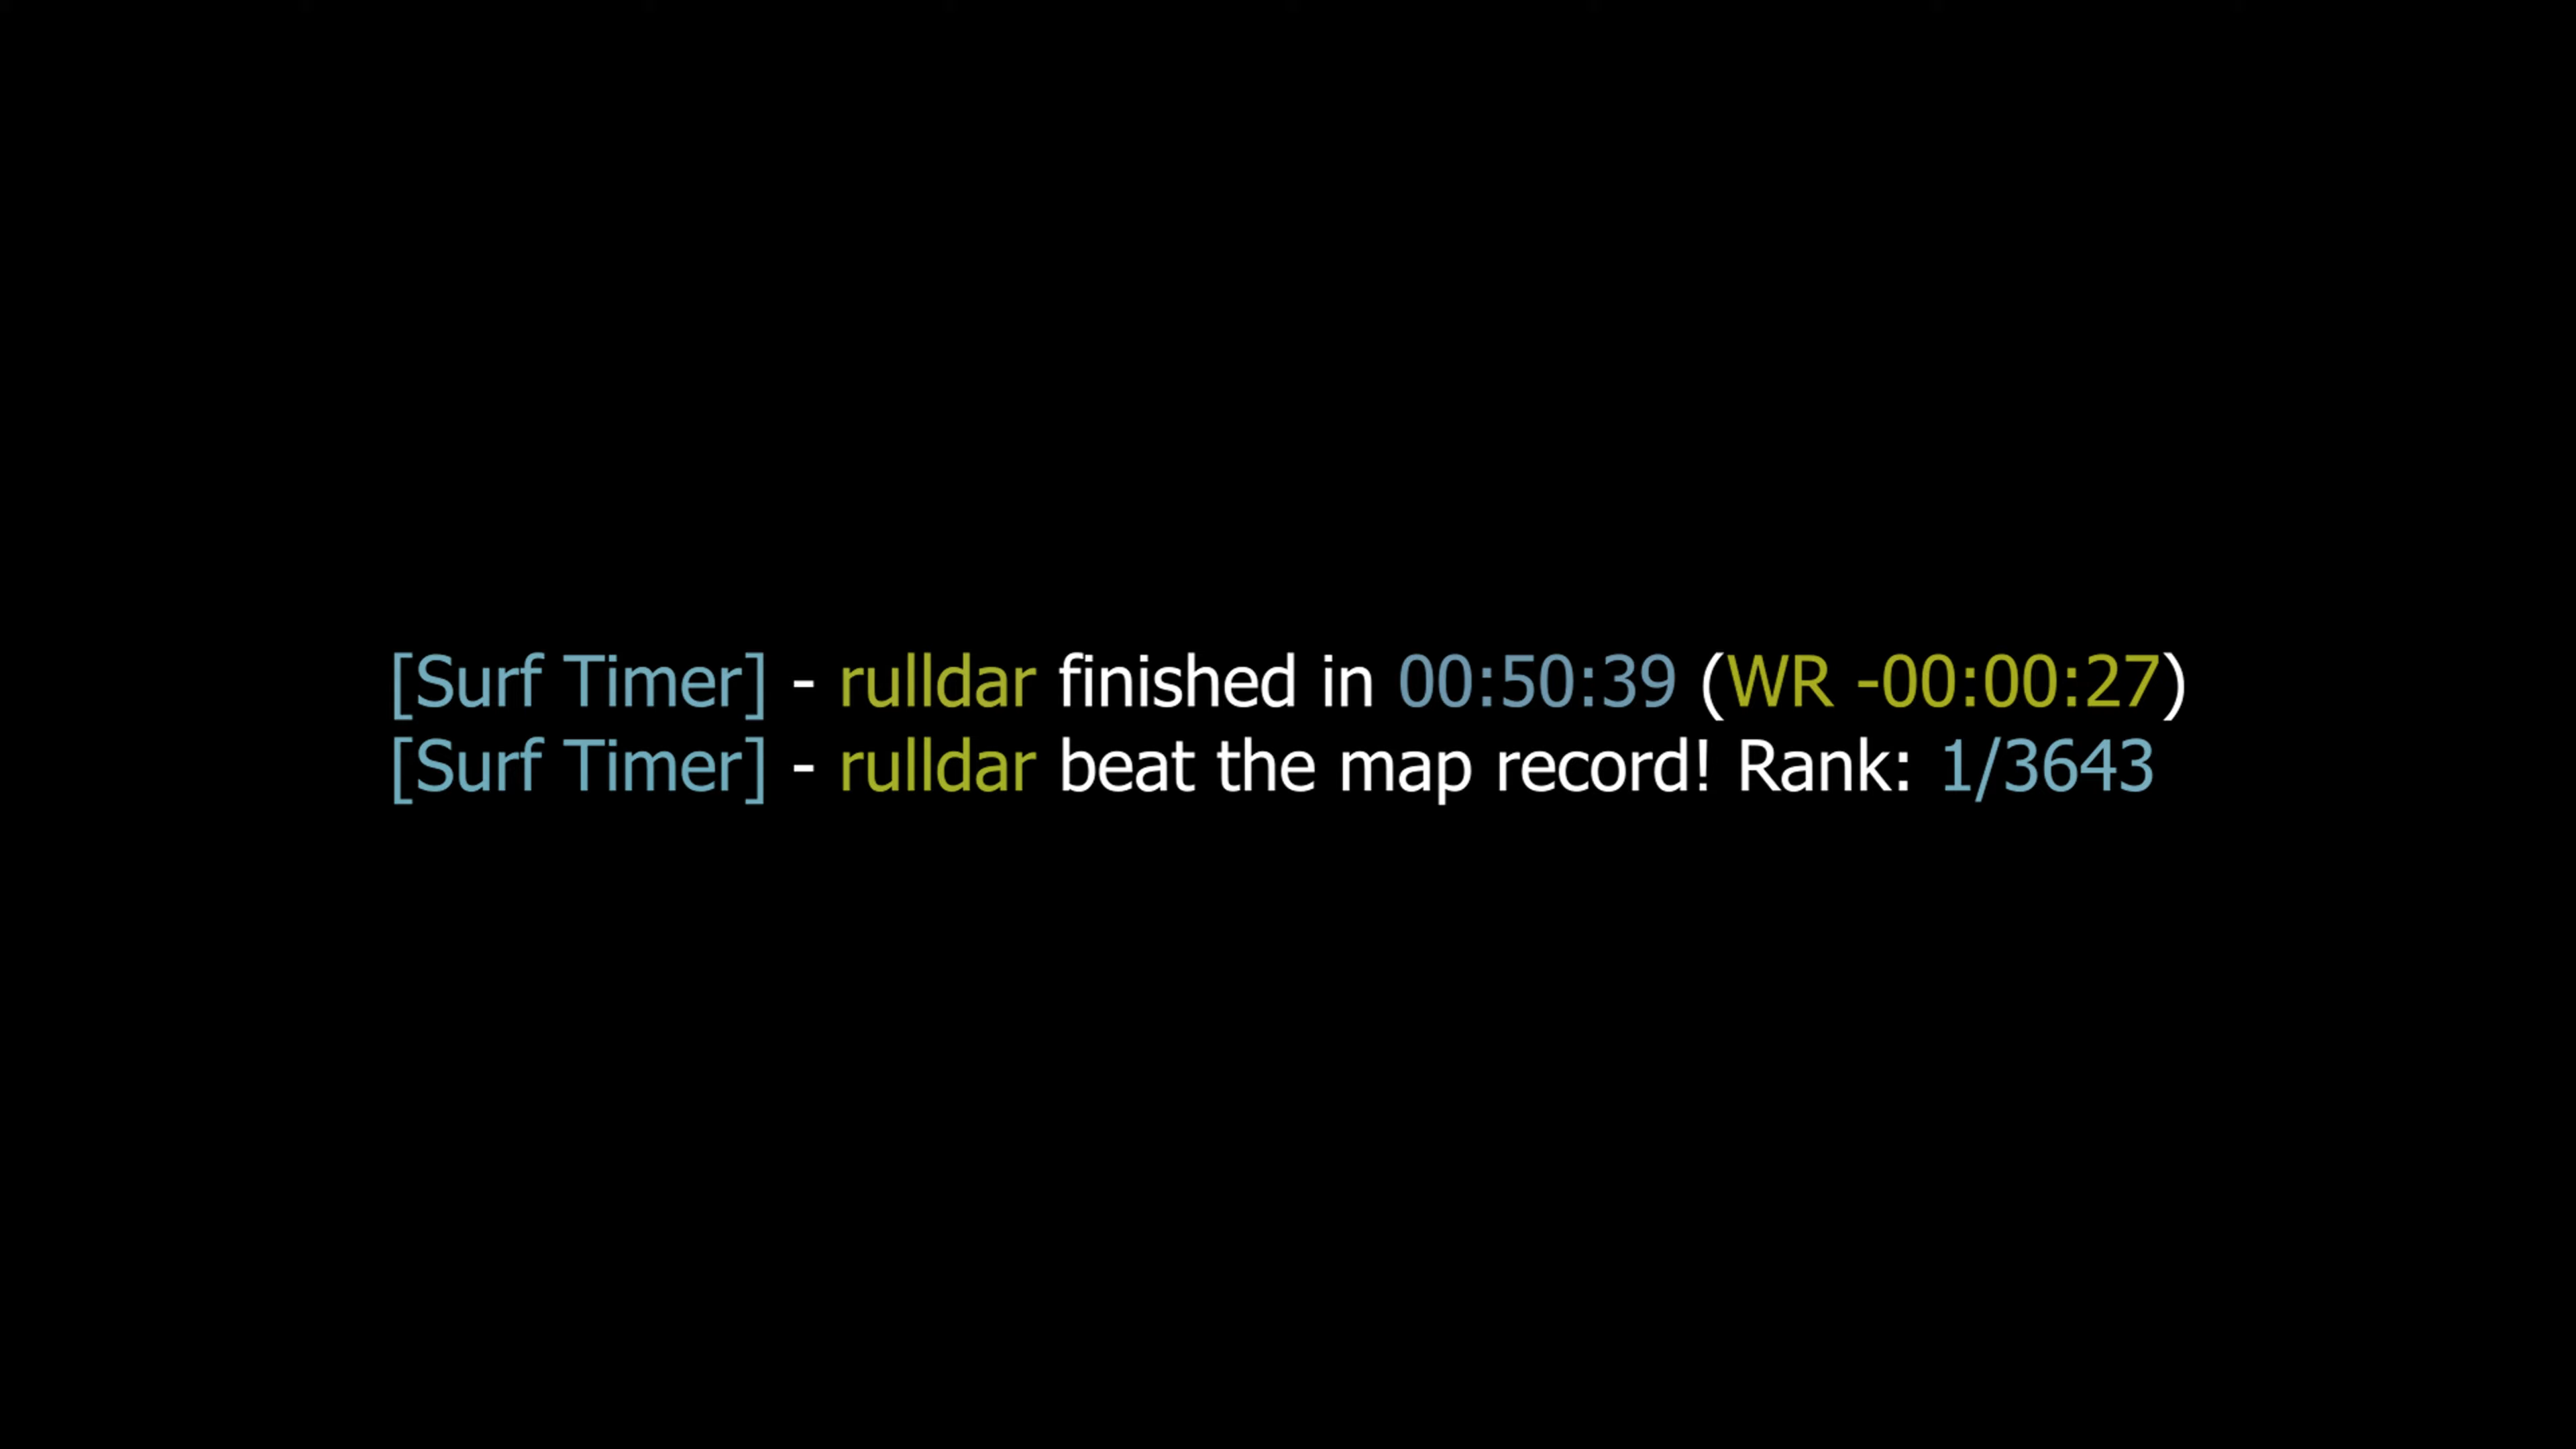 [Surf Timer] - rulldar finished in 00:50:39 (WR -00:00:27)
[Surf Timer] - rulldar beat the map record! Rank: 1/3643